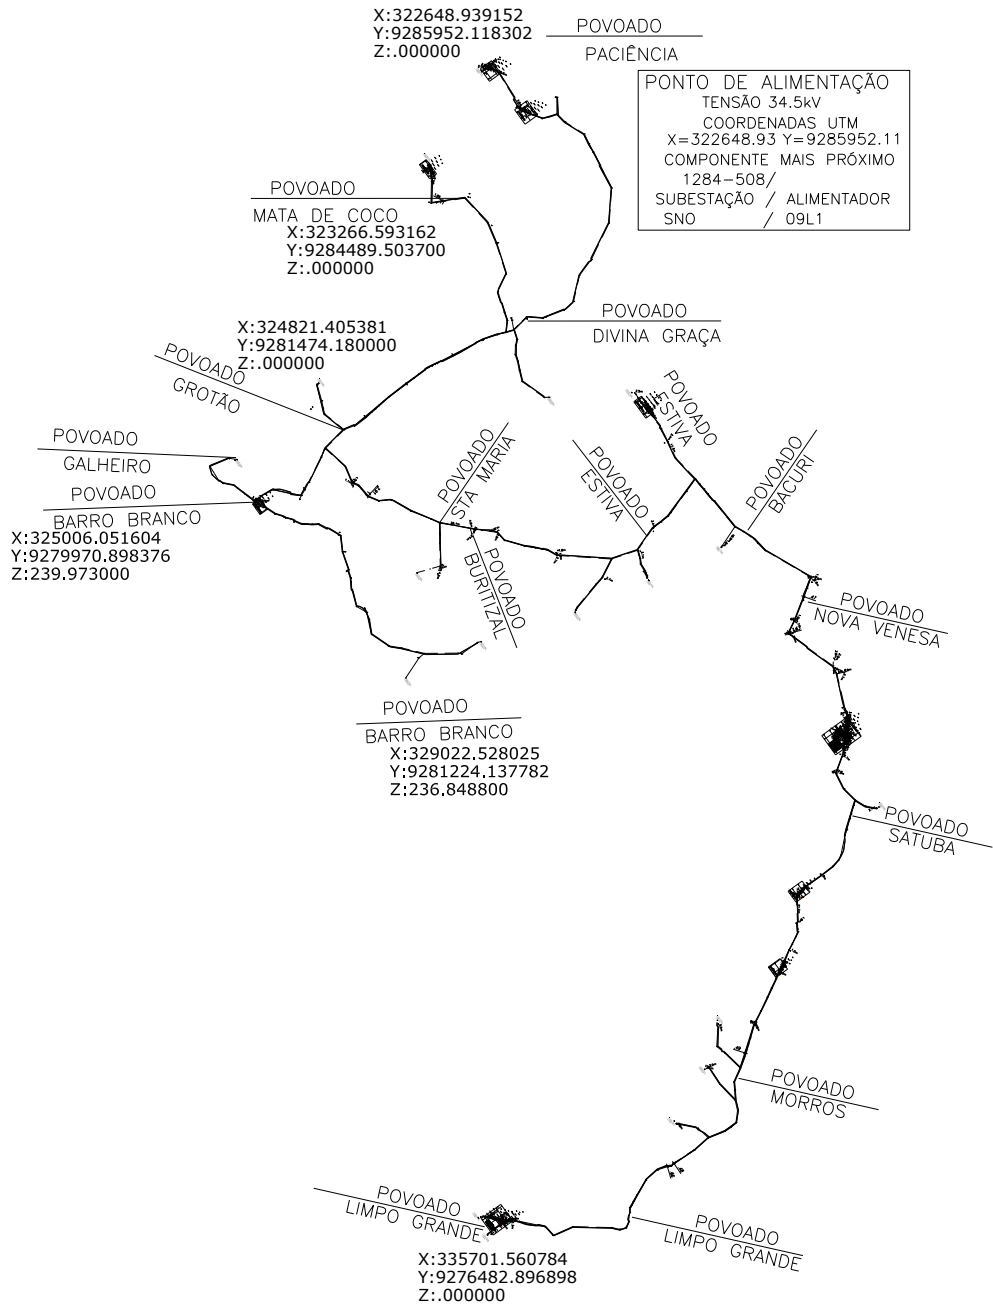 X:322648.939152
Y:9285952.118302
Z:.000000
POVOADO
PACIÊNCIA
PONTO DE ALIMENTAÇÃO
TENSÃO 34.5kV
COORDENADAS UTM
X=322648.93 Y=9285952.11
COMPONENTE MAIS PRÓXIMO
1284-508/
SUBESTAÇÃO / ALIMENTADOR
SNO / 09L1
POVOADO
MATA DE COCO
X:323266.593162
Y:9284489.503700
Z:.000000
POVOADO
DIVINA GRAÇA
X:324821.405381
Y:9281474.180000
Z:.000000
POVOADO
GROTÃO
POVOADO
ESTIVA
POVOADO
GALHEIRO
POVOADO
STA MARIA
POVOADO
ESTIVA
POVOADO
BACURI
POVOADO
BARRO BRANCO
X:325006.051604
Y:9279970.898376
Z:239.973000
POVOADO
BURITIZAL
POVOADO
NOVA VENESA
POVOADO
BARRO BRANCO
X:329022.528025
Y:9281224.137782
Z:236.848800
POVOADO
SATUBA
POVOADO
MORROS
POVOADO
LIMPO GRANDE
POVOADO
LIMPO GRANDE
X:335701.560784
Y:9276482.896898
Z:.000000